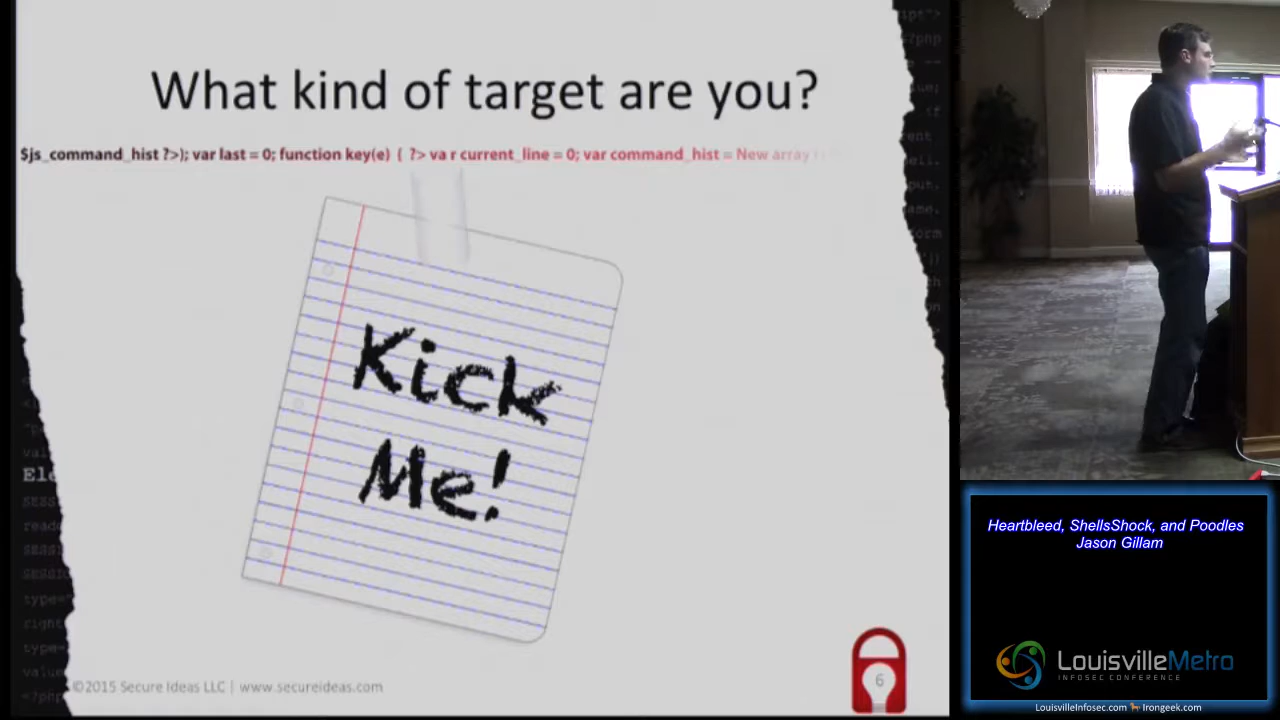 What kind of target are you?
$js_command_hist ?>); var last = 0; function key(e) { ?> va r current_line = 0; var command_hist = New array
Kick
Me!
©2015 Secure Ideas LLC | www.secureideas.com
6
Heartbleed, ShellsShock, and Poodles
Jason Gillam
LouisvilleMetro
INFOSEC CONFERENCE
LouisvilleInfosec.com Irongeek.com